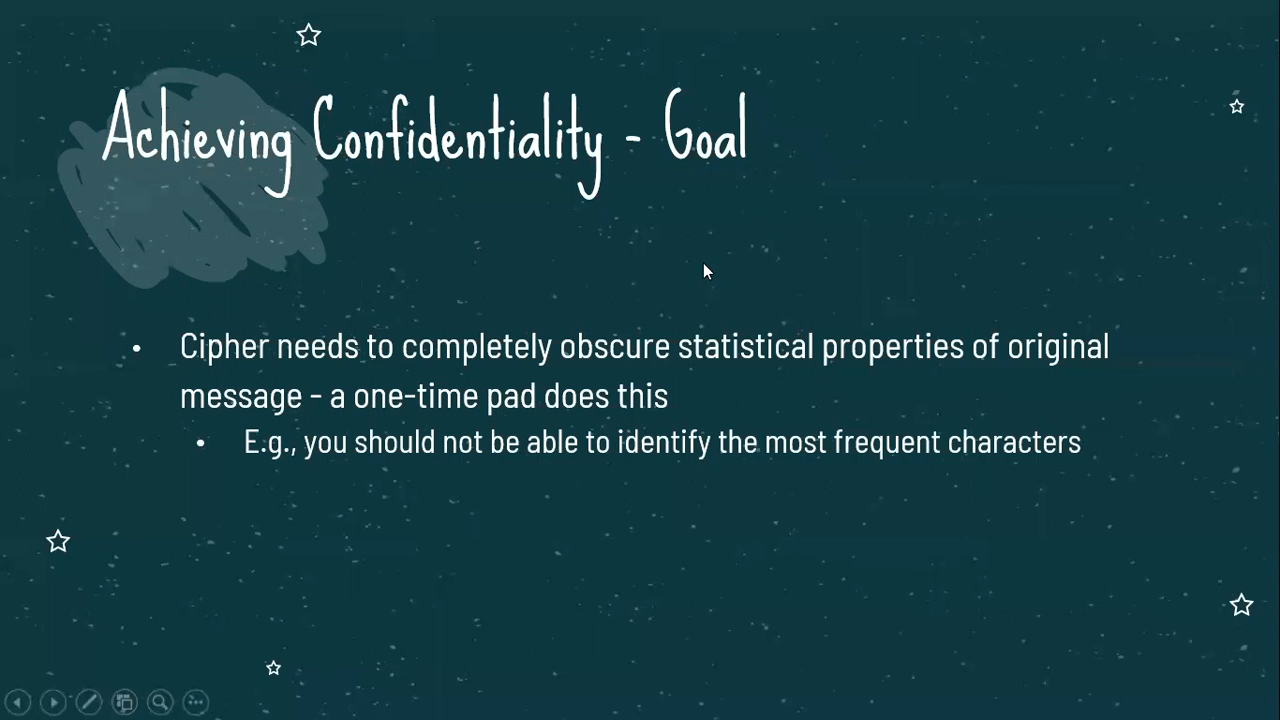 Achieving Confidentiality - Goal
• Cipher needs to completely obscure statistical properties of original
message - a one-time pad does this
• E.g., you should not be able to identify the most frequent characters